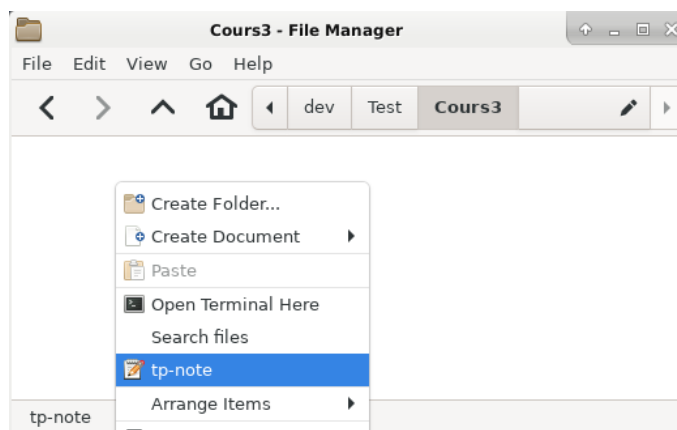 Cours3 - File Manager
File Edit View Go Help
dev Test Cours3
Create Folder...
Create Document
Paste
Open Terminal Here
Search files
tp-note
Arrange Items
tp-note